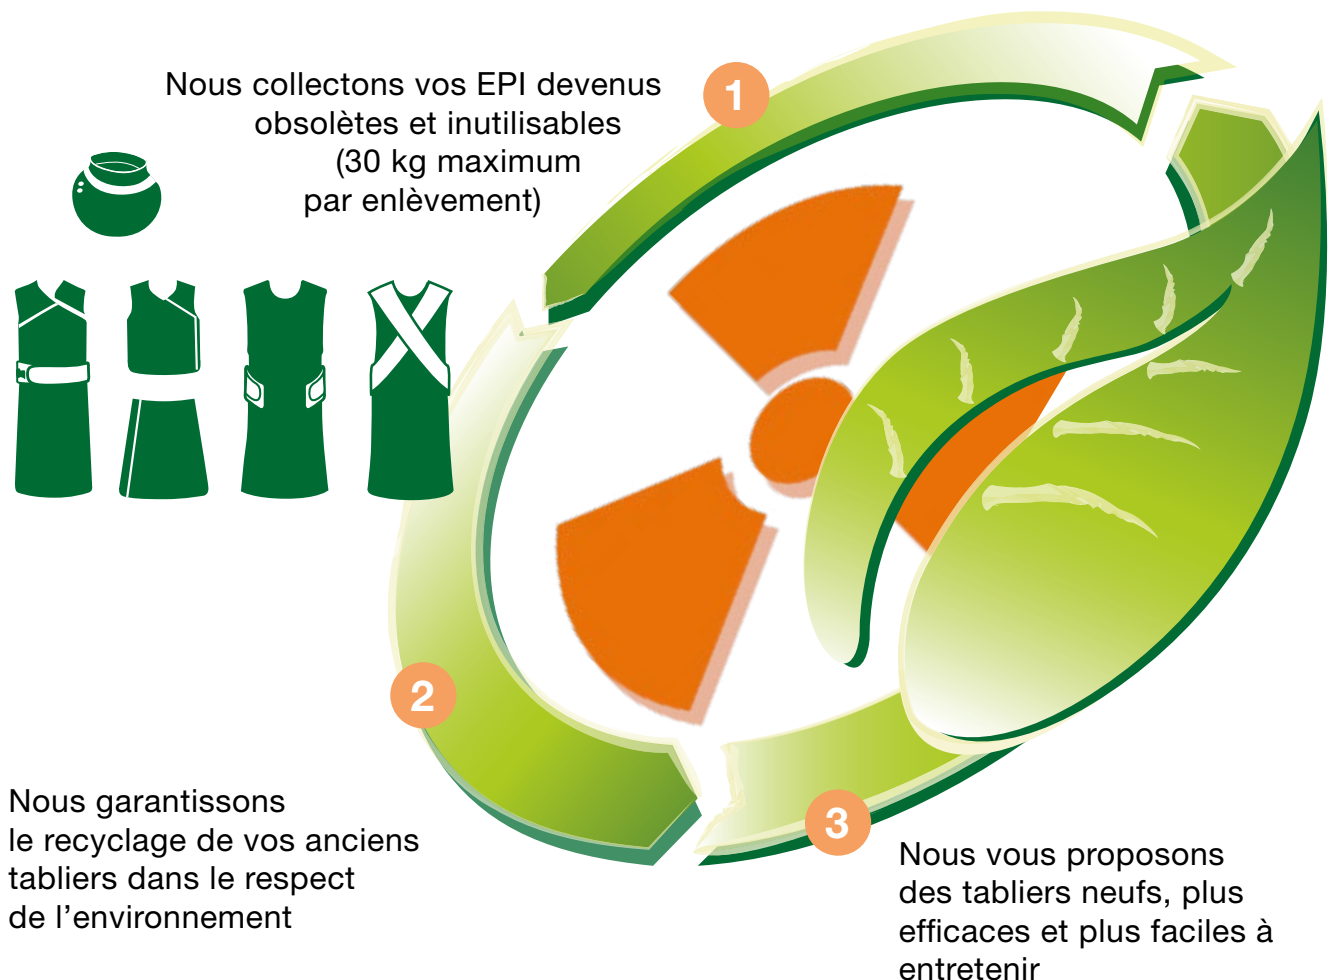 1
Nous collectons vos EPI devenus
obsolètes et inutilisables
(30 kg maximum
par enlèvement)
2
Nous garantissons
le recyclage de vos anciens
tabliers dans le respect
de l’environnement
3
Nous vous proposons
des tabliers neufs, plus
efficaces et plus faciles à
entretenir